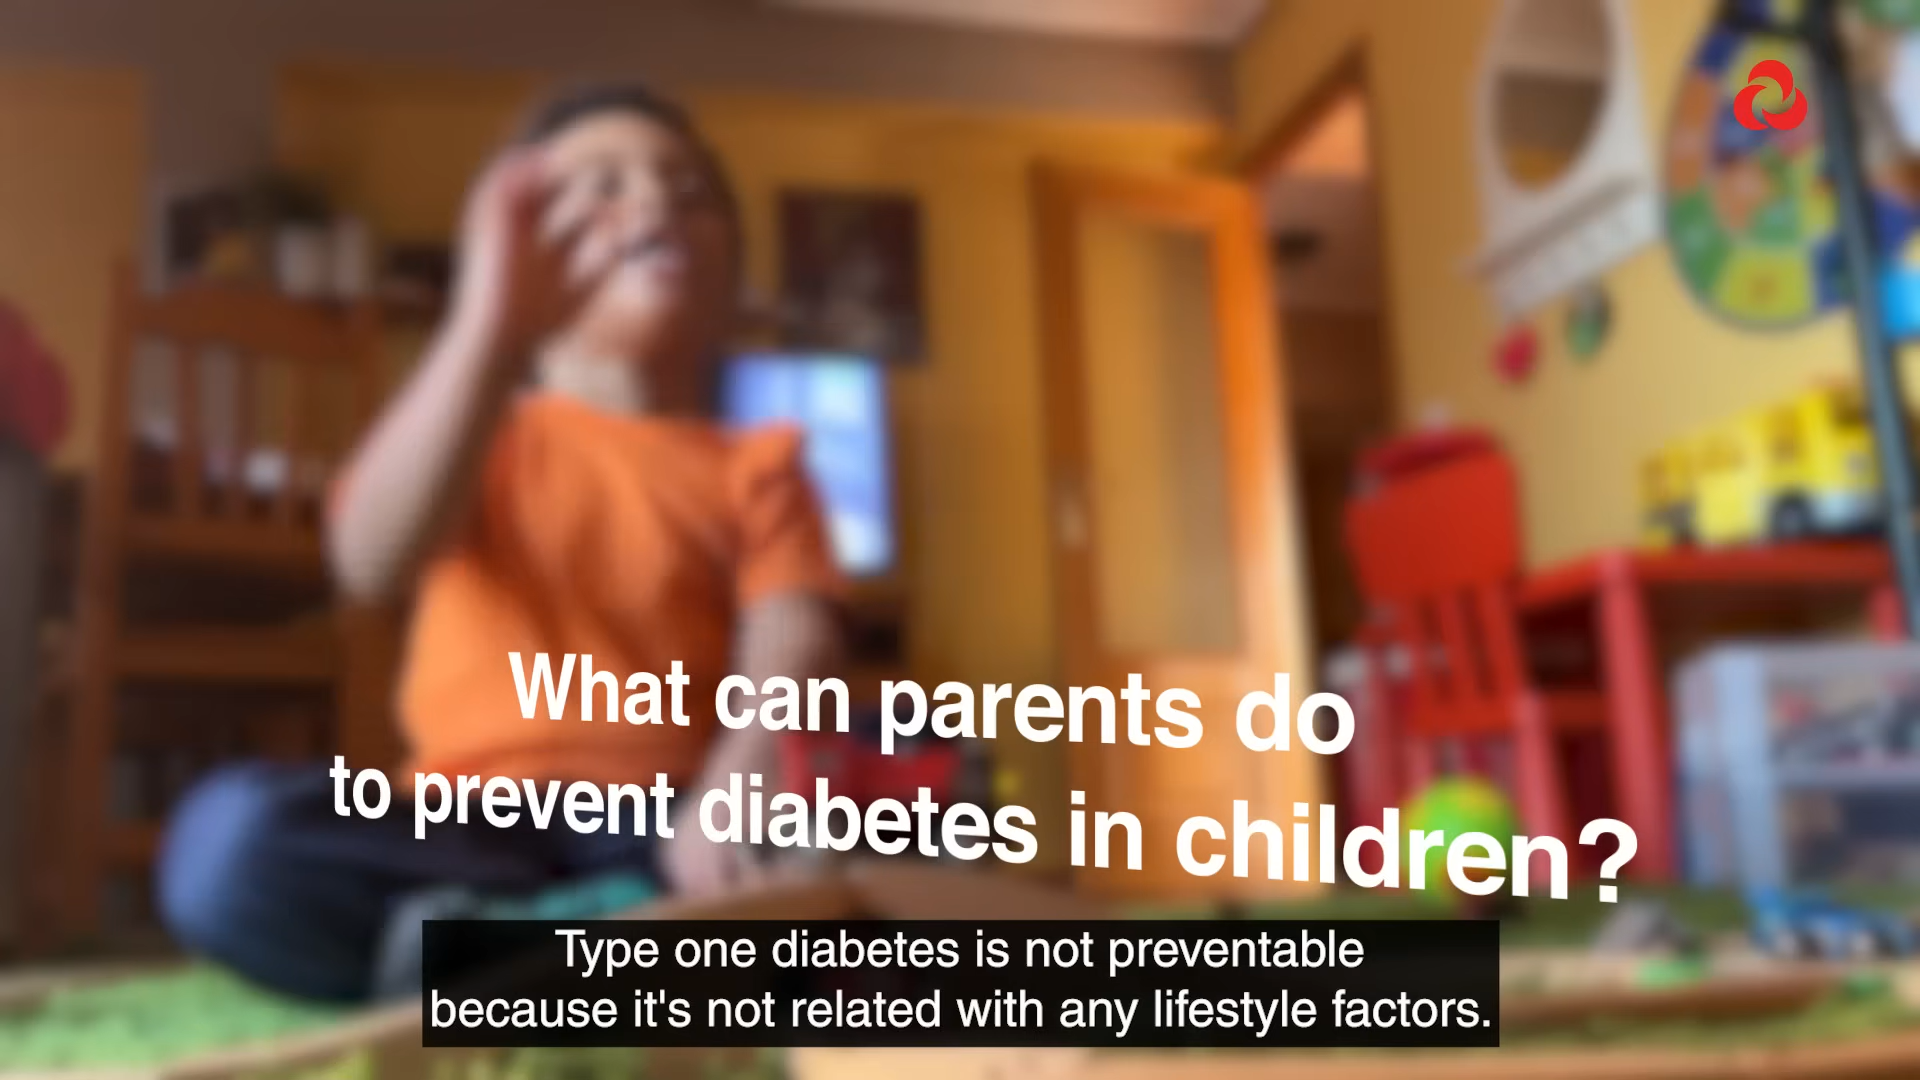 What can parents do
to prevent diabetes in children?
Type one diabetes is not preventable
because it's not related with any lifestyle factors.